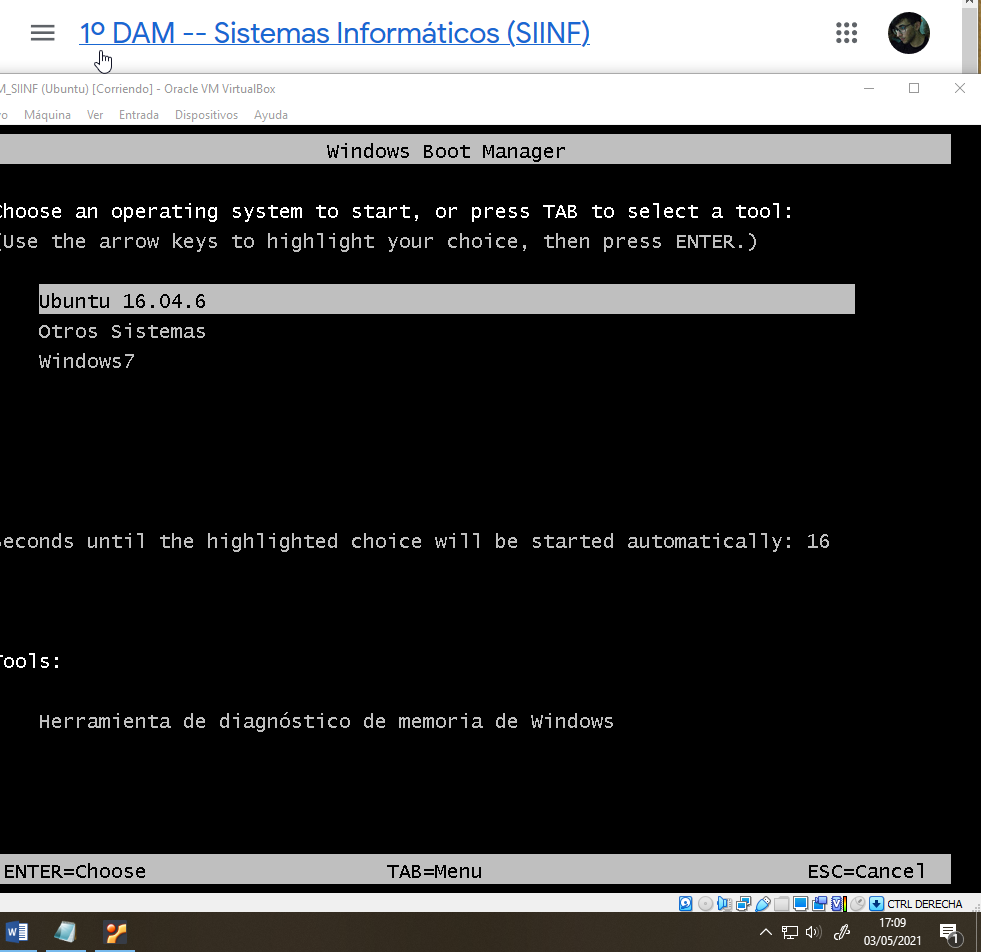 1º DAM -- Sistemas Informáticos (SIINF)
M_SIINF (Ubuntu) [Corriendo] - Oracle VM VirtualBox
vo Máquina Ver Entrada Dispositivos Ayuda
Windows Boot Manager
Choose an operating system to start, or press TAB to select a tool:
(Use the arrow keys to highlight your choice, then press ENTER.)
Ubuntu 16.04.6
Otros Sistemas
Windows7
Seconds until the highlighted choice will be started automatically: 16
Tools:
Herramienta de diagnóstico de memoria de Windows
ENTER=Choose TAB=Menu ESC=Cancel
CTRL DERECHA
17:09
03/05/2021
1